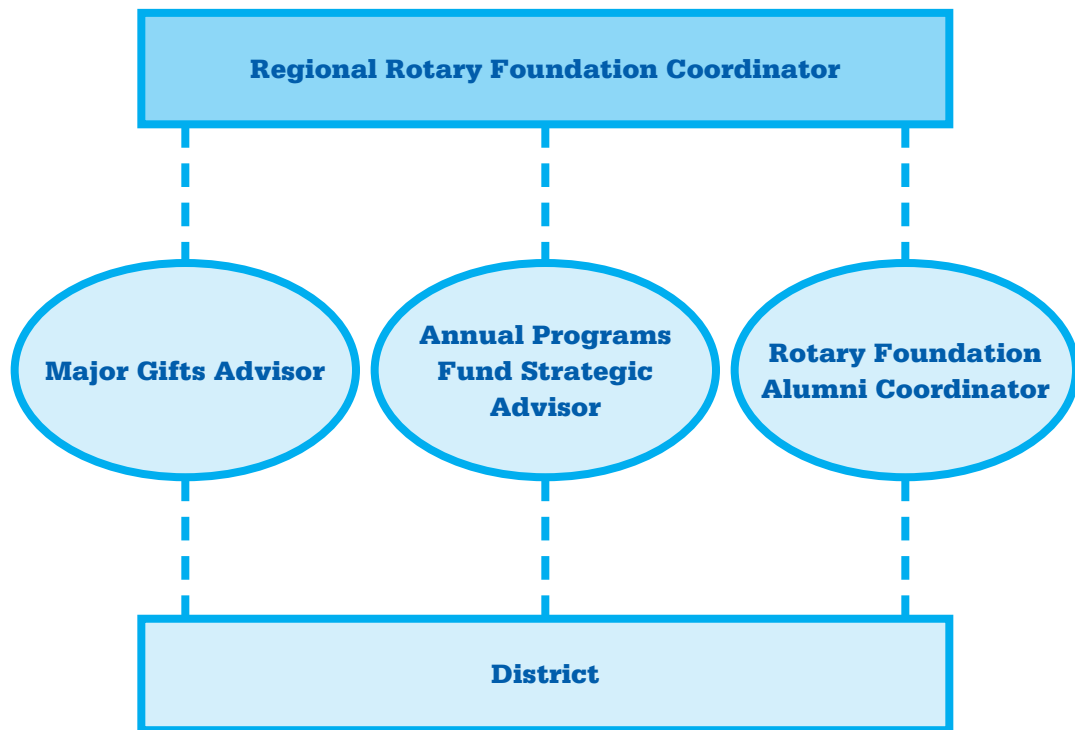 Regional Rotary Foundation Coordinator
Major Gifts Advisor
Annual Programs
Fund Strategic
Advisor
Rotary Foundation
Alumni Coordinator
District